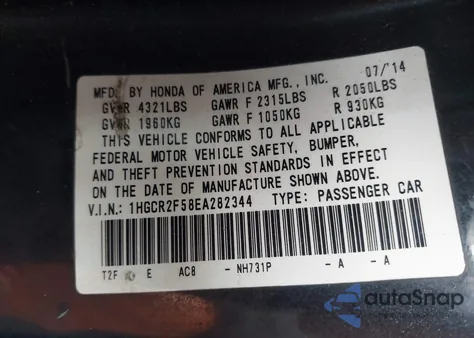 MFD. BY HONDA OF AMERICA MFG., INC. 07/'14
GVWR 4321LBS GAWR F 2315LBS R 2050LBS
GVWR 1960KG GAWR F 1050KG R 930KG
THIS VEHICLE CONFORMS TO ALL APPLICABLE
FEDERAL MOTOR VEHICLE SAFETY, BUMPER,
AND THEFT PREVENTION STANDARDS IN EFFECT
ON THE DATE OF MANUFACTURE SHOWN ABOVE.
V.I.N.: 1HGCR2F58EA282344 TYPE: PASSENGER CAR
T2F E AC8 - NH731P - A - A
autoSnap